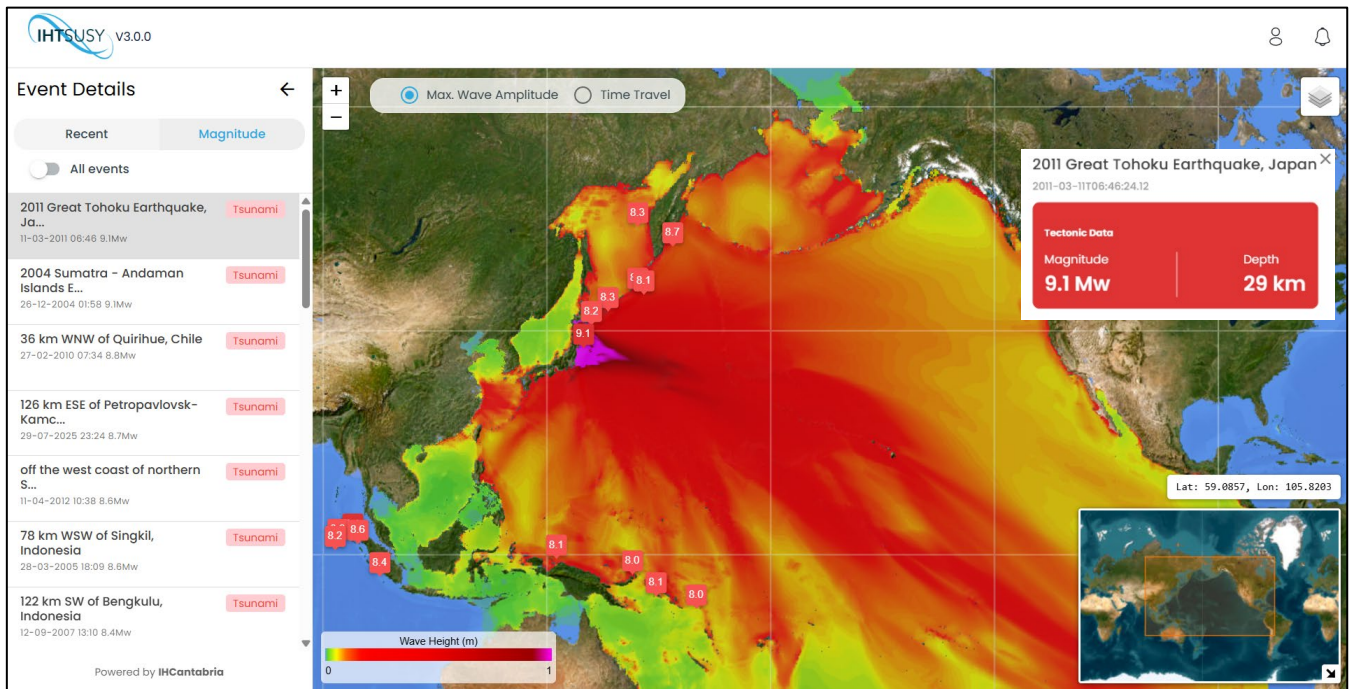 IHTSUSY V3.0.0
Event Details
Recent Magnitude
All events
2011 Great Tohoku Earthquake,
Ja...
Tsunami
11-03-2011 06:46 9.1Mw
2004 Sumatra - Andaman
Islands E...
Tsunami
26-12-2004 01:58 9.1Mw
36 km WNW of Quirihue, Chile
Tsunami
27-02-2010 07:34 8.8Mw
126 km ESE of Petropavlovsk-
Kamc...
Tsunami
29-07-2025 23:24 8.7Mw
off the west coast of northern
S...
Tsunami
11-04-2012 10:38 8.6Mw
78 km WSW of Singkil,
Indonesia
Tsunami
28-03-2005 18:09 8.6Mw
122 km SW of Bengkulu,
Indonesia
Tsunami
12-09-2007 13:10 8.4Mw
Powered by IHCantabria
+
−
Max. Wave Amplitude Time Travel
8.3
8.7
8.1
8.3
8.2
9.1
8.6
8.2
8.4
8.1
8.0
8.1
8.0
2011 Great Tohoku Earthquake, Japan
2011-03-11T06:46:24.12
Tectonic Data
Magnitude Depth
9.1 Mw 29 km
Lat: 59.0857, Lon: 105.8203
Wave Height (m)
0 1